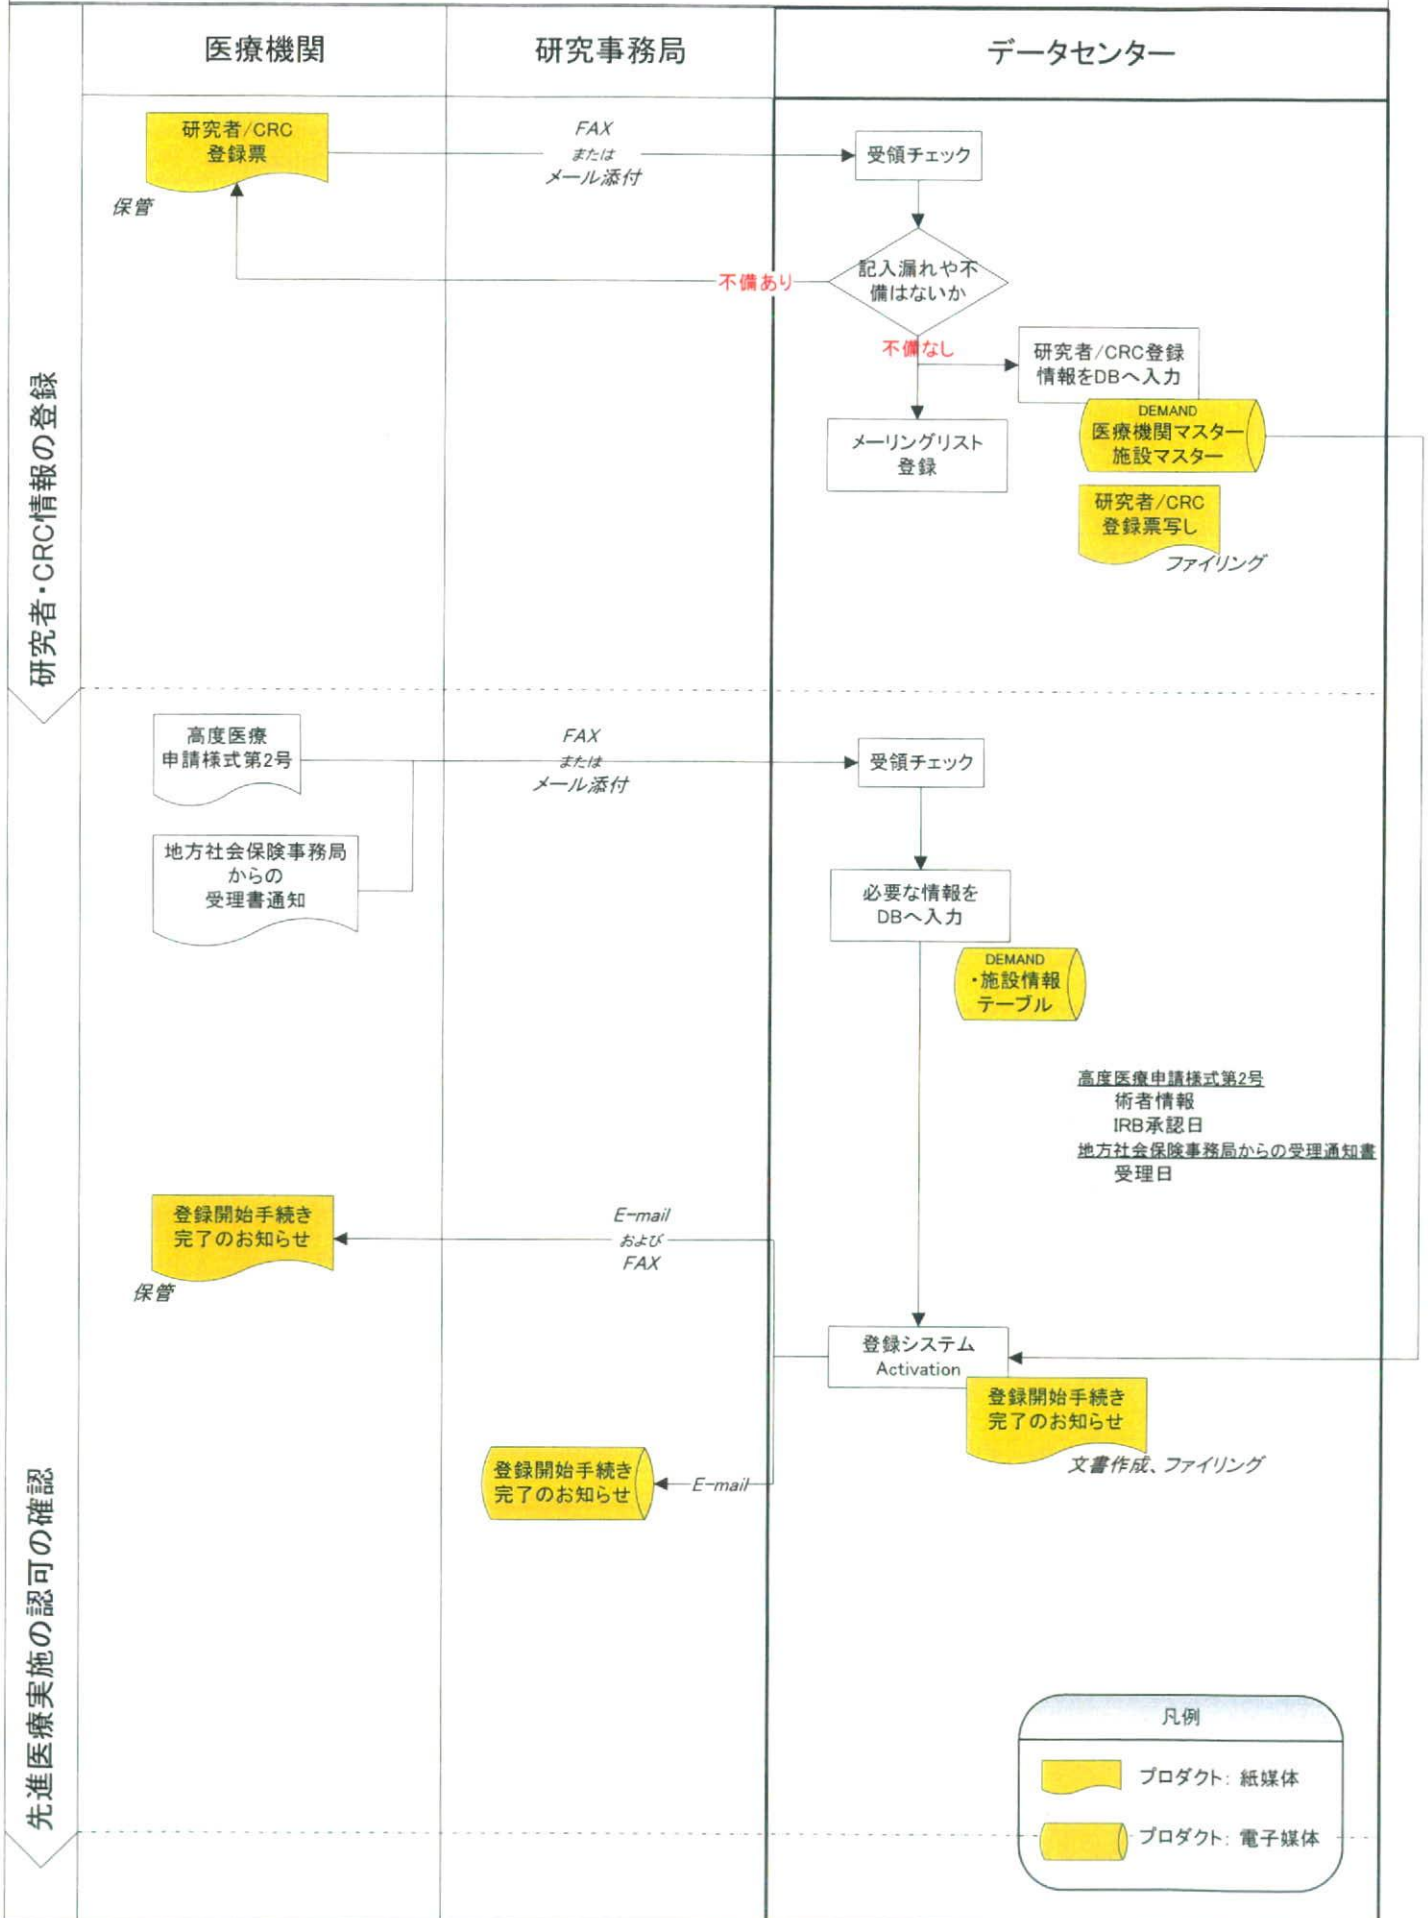 医療機関
研究事務局
データセンター
研究者・CRC情報の登録
研究者/CRC
登録票
保管
FAX
または
メール添付
受領チェック
記入漏れや不
備はないか
不備あり
不備なし
研究者/CRC登録
情報をDBへ入力
DEMAND
医療機関マスター
施設マスター
メーリングリスト
登録
研究者/CRC
登録票写し
ファイリング
先進医療実施の認可の確認
高度医療
申請様式第2号
FAX
または
メール添付
受領チェック
地方社会保険事務局
からの
受理書通知
必要な情報を
DBへ入力
DEMAND
・施設情報
テーブル
高度医療申請様式第2号
術者情報
IRB承認日
地方社会保険事務局からの受理通知書
受理日
登録開始手続き
完了のお知らせ
保管
E-mail
および
FAX
登録システム
Activation
登録開始手続き
完了のお知らせ
文書作成、ファイリング
登録開始手続き
完了のお知らせ
E-mail
凡例
プロダクト: 紙媒体
プロダクト: 電子媒体